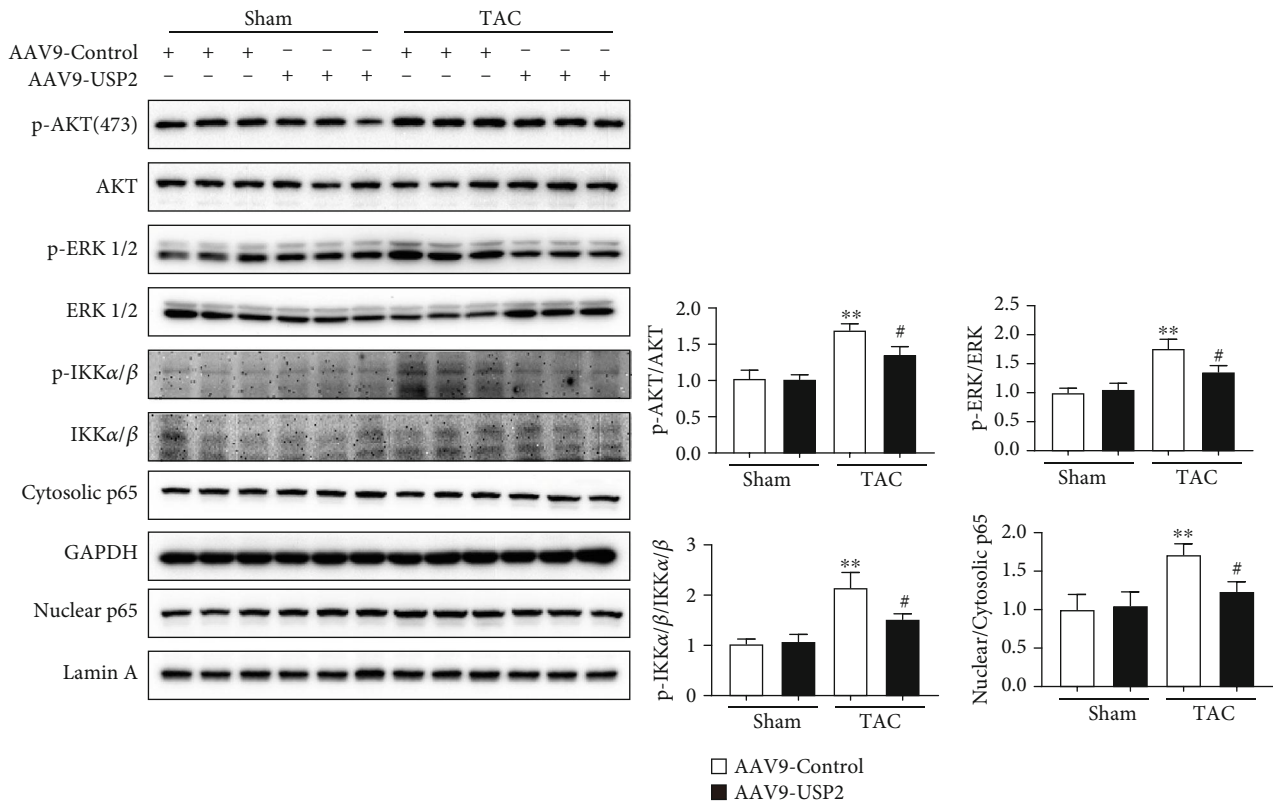 Sham TAC
AAV9-Control + + + − − − + + + − − −
AAV9-USP2 − − − + + + − − − + + +
p-AKT(473)
AKT
p-ERK 1/2
ERK 1/2
p-IKKα/β
IKKα/β
Cytosolic p65
GAPDH
Nuclear p65
Lamin A
p-AKT/AKT
2.0
1.5
1.0
0.5
0.0
**
#
Sham TAC
p-ERK/ERK
2.5
2.0
1.5
1.0
0.5
0.0
**
#
Sham TAC
p-IKKα/β/IKKα/β
3
2
1
0
**
#
Sham TAC
Nuclear/Cytosolic p65
2.0
1.5
1.0
0.5
0.0
**
#
Sham TAC
AAV9-Control
AAV9-USP2